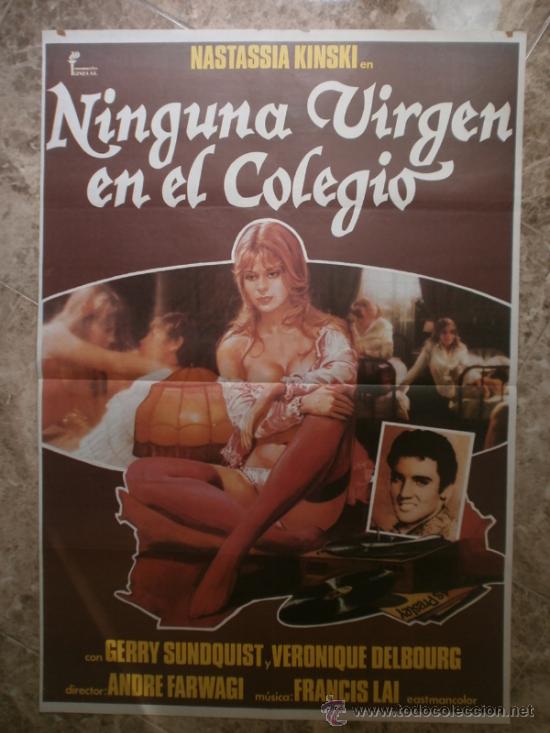 NASTASSIA KINSKI en
Ninguna Virgen
en el Colegio
con GERRY SUNDQUIST y VERONIQUE DELBOURG
director: ANDRE FARWAGI música: FRANCIS LAI eastmancolor
www.todocoleccion.net